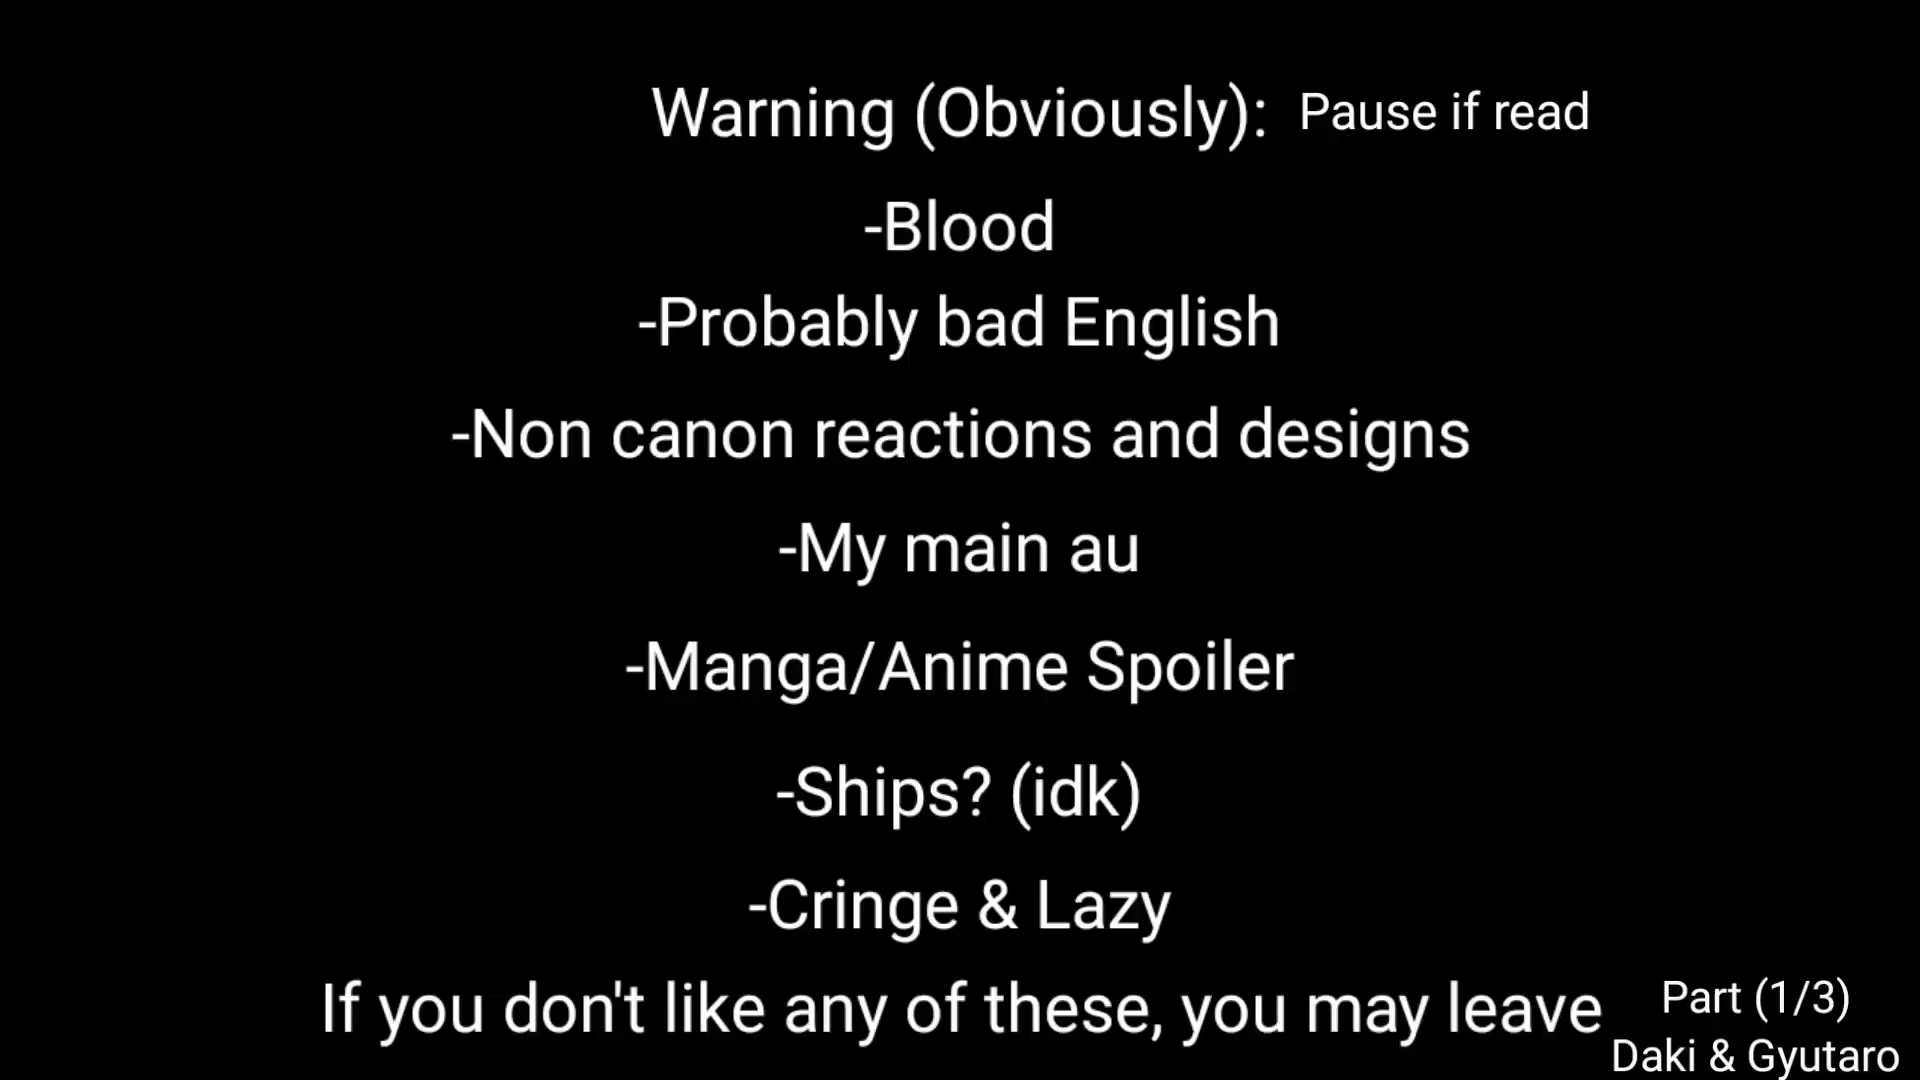 Warning (Obviously): Pause if read
-Blood
-Probably bad English
-Non canon reactions and designs
-My main au
-Manga/Anime Spoiler
-Ships? (idk)
-Cringe & Lazy
If you don't like any of these, you may leave
Part (1/3)
Daki & Gyutaro